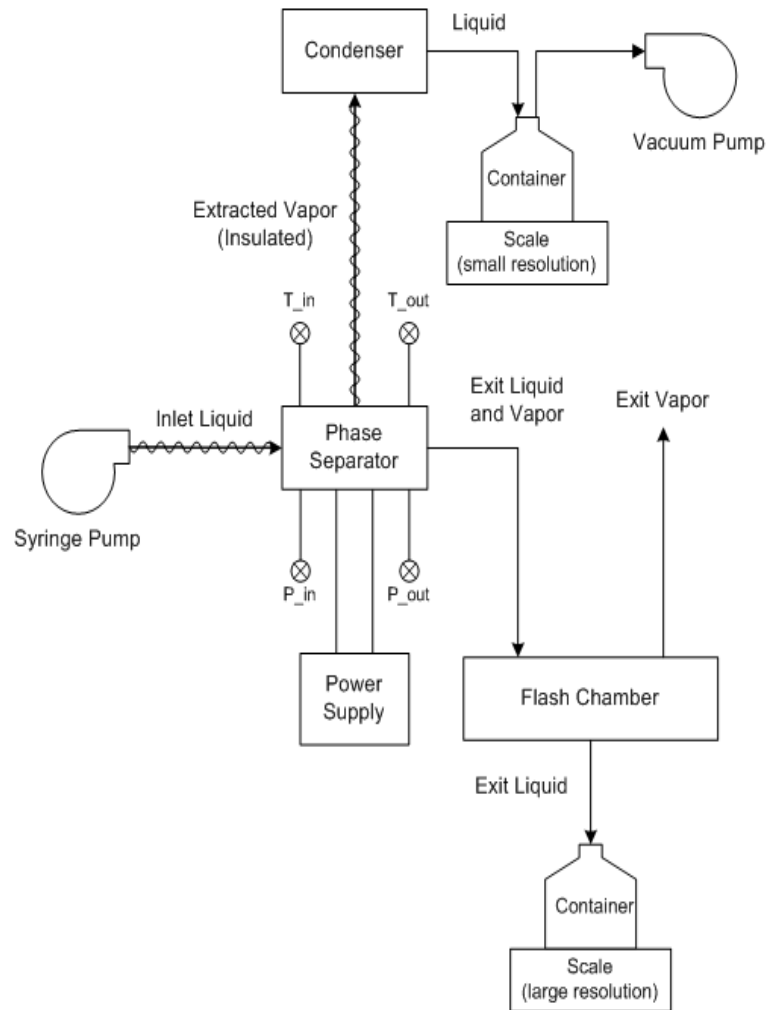 Liquid
Condenser
Vacuum Pump
Container
Extracted Vapor
(Insulated)
Scale
(small resolution)
T_in
T_out
Exit Liquid
and Vapor
Exit Vapor
Inlet Liquid
Phase
Separator
Syringe Pump
P_in
P_out
Power
Supply
Flash Chamber
Exit Liquid
Container
Scale
(large resolution)